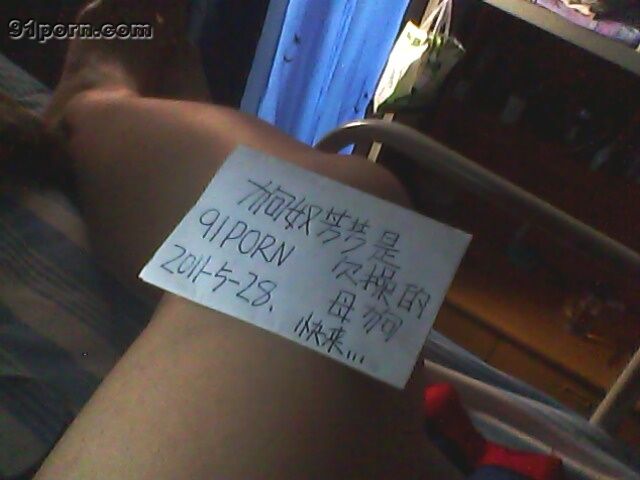 91porn.com
狗奴芳芳是
91PORN 欠操的
2011-5-28. 母狗
快来...